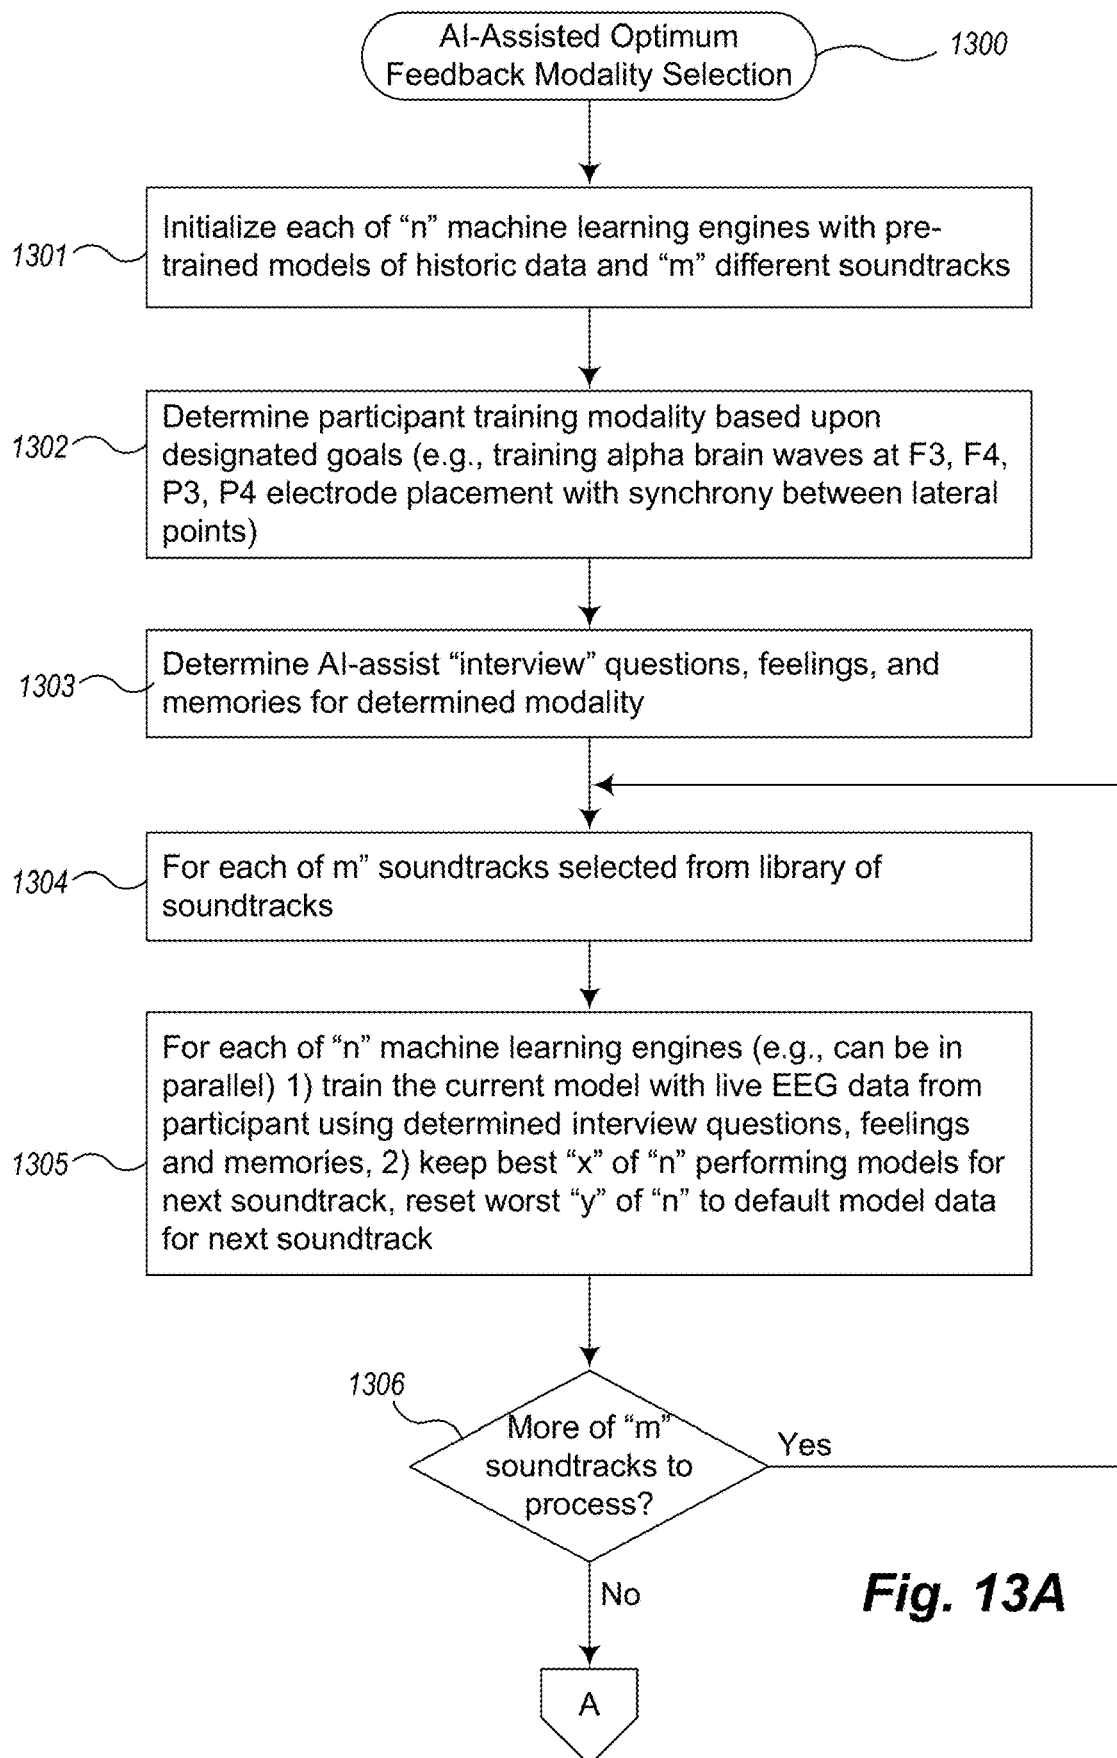 AI-Assisted Optimum
Feedback Modality Selection
1300
Initialize each of “n” machine learning engines with pre-
trained models of historic data and “m” different soundtracks
1301
Determine participant training modality based upon
designated goals (e.g., training alpha brain waves at F3, F4,
P3, P4 electrode placement with synchrony between lateral
points)
1302
Determine AI-assist “interview” questions, feelings, and
memories for determined modality
1303
For each of m” soundtracks selected from library of
soundtracks
1304
For each of “n” machine learning engines (e.g., can be in
parallel) 1) train the current model with live EEG data from
participant using determined interview questions, feelings
and memories, 2) keep best “x” of “n” performing models for
next soundtrack, reset worst “y” of “n” to default model data
for next soundtrack
1305
1306
More of “m”
soundtracks to
process?
Yes
No
Fig. 13A
A